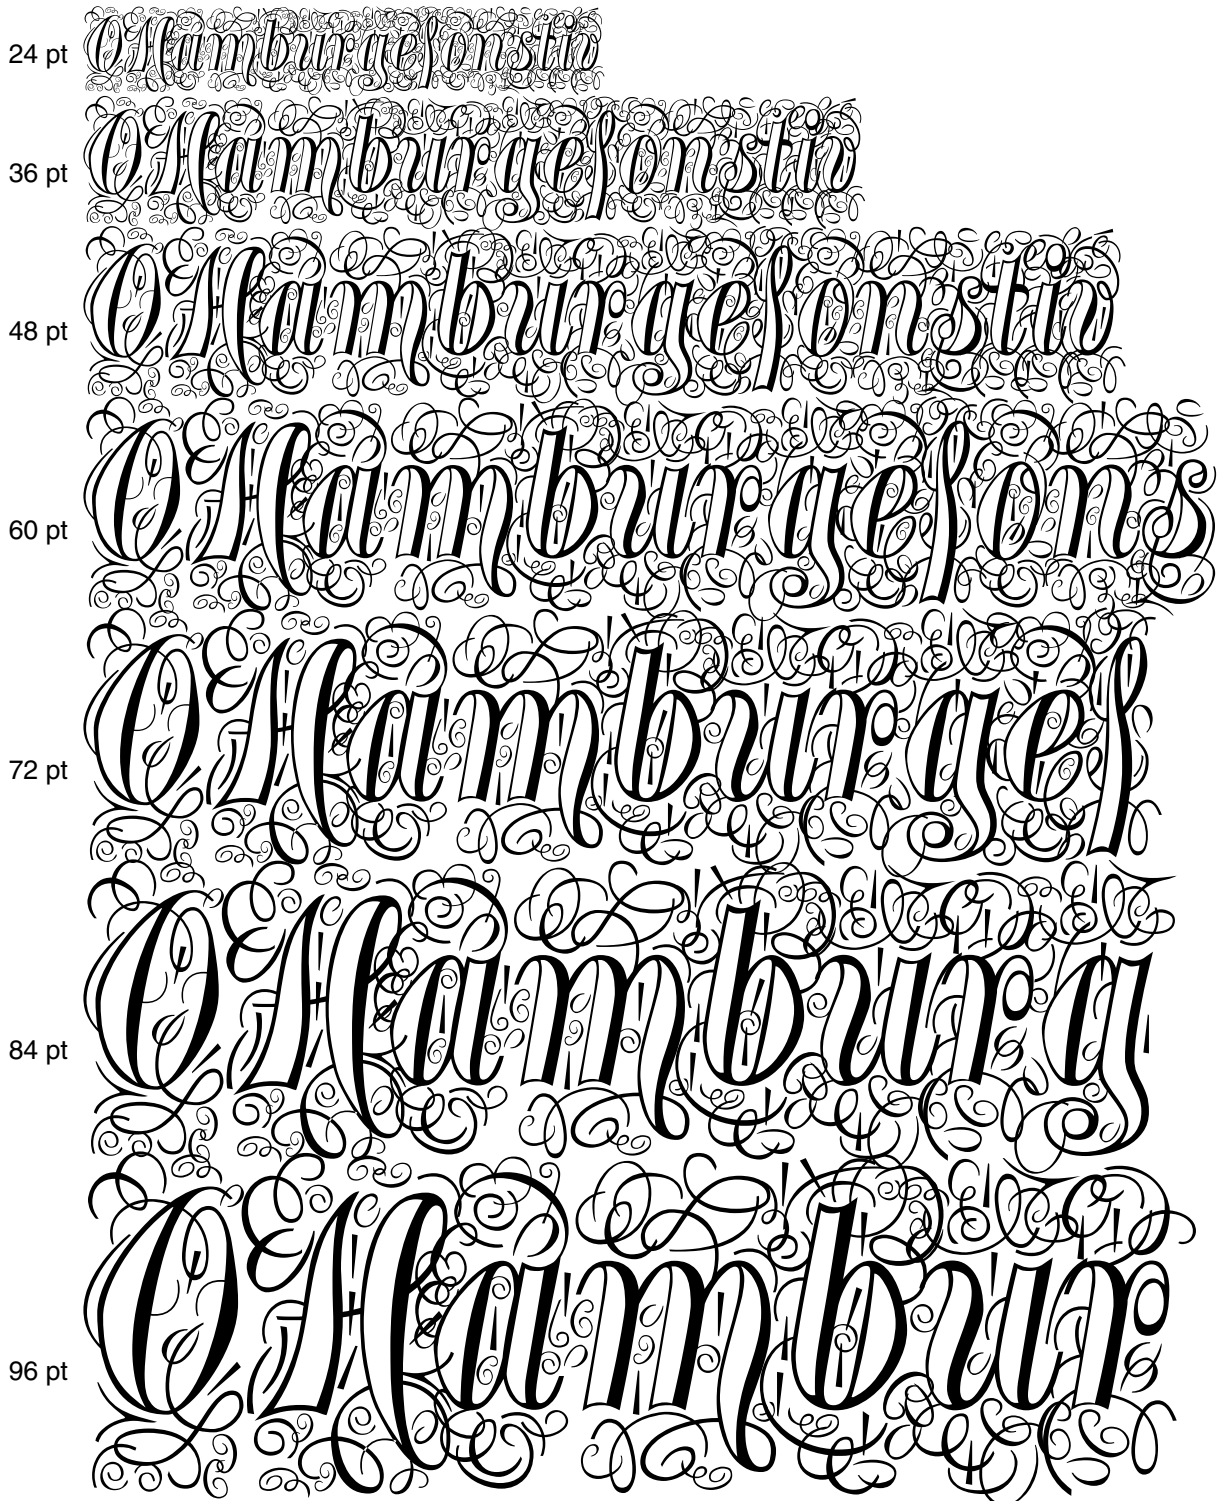 24 pt OHamburgefonstiv
36 pt OHamburgefonstiv
48 pt OHamburgefonstiv
60 pt OHamburgefons
72 pt OHamburgef
84 pt OHamburg
96 pt OHambur